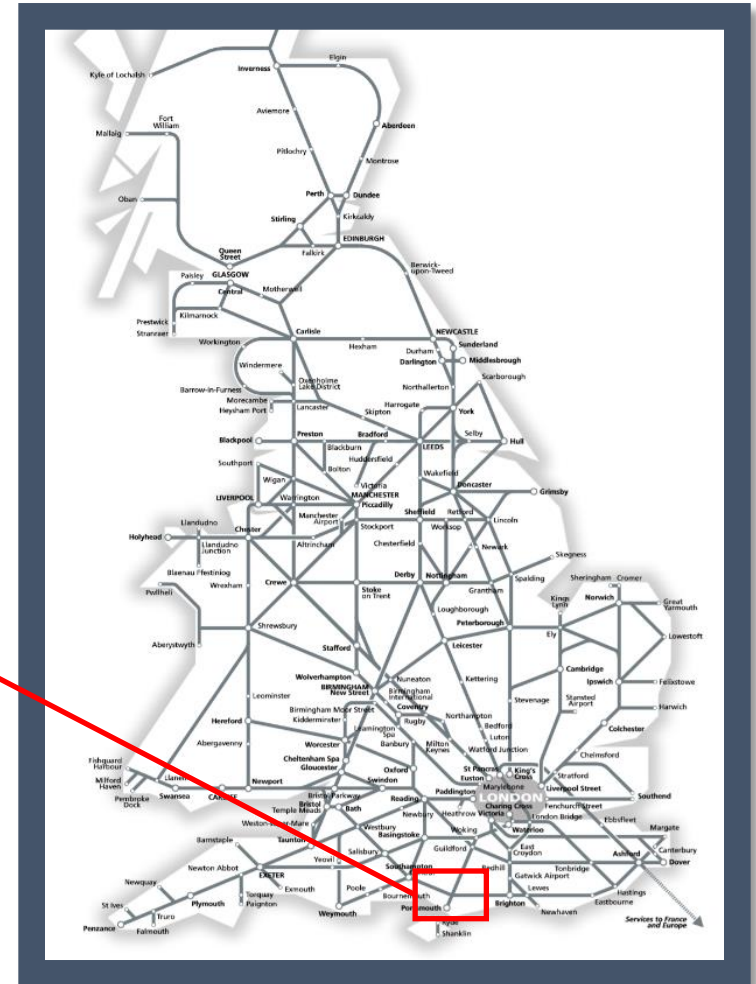 Elgin
Inverness
Kyle of Lochalsh
Aviemore
Fort
William
Aberdeen
Mallaig
Pitlochry
Montrose
Perth
Dundee
Oban
Stirling
Kirkcaldy
EDINBURGH
Queen
Street
Falkirk
Berwick-
upon-Tweed
Paisley
GLASGOW
Central
Motherwell
Kilmarnock
Prestwick
Stranraer
Carlisle
NEWCASTLE
Workington
Hexham
Sunderland
Durham
Darlington
Middlesbrough
Windermere
Oxenholme
Lake District
Scarborough
Barrow-in-Furness
Northallerton
Morecambe
Heysham Port
Lancaster
Harrogate
York
Skipton
Preston
Bradford
Selby
Blackpool
Blackburn
LEEDS
Hull
Huddersfield
Southport
Bolton
Wakefield
Wigan
Victoria
MANCHESTER
Piccadilly
Doncaster
Grimsby
LIVERPOOL
Warrington
Manchester
Airport
Sheffield
Retford
Lincoln
Llandudno
Stockport
Worksop
Holyhead
Chester
Llandudno
Junction
Altrincham
Chesterfield
Newark
Skegness
Blaenau Ffestiniog
Pwllheli
Wrexham
Crewe
Stoke
on Trent
Derby
Nottingham
Grantham
Spalding
Sheringham
Cromer
Kings
Lynn
Norwich
Great
Yarmouth
Loughborough
Peterborough
Shrewsbury
Ely
Lowestoft
Aberystwyth
Stafford
Leicester
Wolverhampton
Cambridge
BIRMINGHAM
New Street
Nuneaton
Birmingham
International
Kettering
Ipswich
Felixstowe
Leominster
Coventry
Stansted
Airport
Birmingham Moor Street
Rugby
Northampton
Stevenage
Harwich
Hereford
Kidderminster
Leamington
Spa
Bedford
Colchester
Abergavenny
Worcester
Banbury
Milton
Keynes
Luton
Chelmsford
Cheltenham Spa
Gloucester
Watford Junction
Fishguard
Harbour
Oxford
St Pancras
King's
Cross
Stratford
Milford
Haven
Newport
Swindon
Euston
Marylebone
Liverpool Street
Pembroke
Dock
Swansea
Bristol Parkway
Paddington
LONDON
Southend
Bristol
Temple Meads
Bath
Reading
Charing Cross
Fenchurch Street
Weston-super-Mare
Newbury
Heathrow
Victoria
London Bridge
Ebbsfleet
Barnstaple
Taunton
Westbury
Basingstoke
Woking
Waterloo
Margate
Salisbury
Guildford
East
Croydon
Canterbury
Newton Abbot
Yeovil
Southampton
Redhill
Tonbridge
Ashford
Dover
EXETER
Gatwick Airport
Newquay
Exmouth
Poole
Lewes
Hastings
Torquay
Paignton
Bournemouth
Eastbourne
St Ives
Plymouth
Weymouth
Portsmouth
Brighton
Newhaven
Truro
Penzance
Falmouth
Ryde
Shanklin
Services to France
and Europe